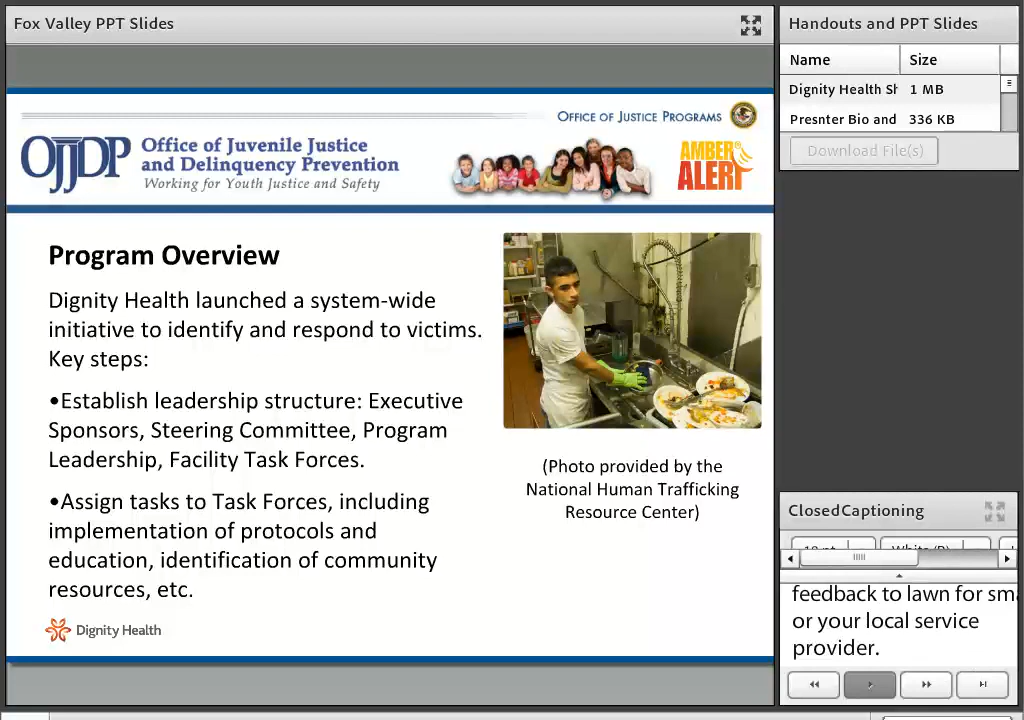 Fox Valley PPT Slides
OFFICE OF JUSTICE PROGRAMS
OJJDP
Office of Juvenile Justice
and Delinquency Prevention
Working for Youth Justice and Safety
AMBER
ALERT
Program Overview
Dignity Health launched a system-wide
initiative to identify and respond to victims.
Key steps:
•Establish leadership structure: Executive
Sponsors, Steering Committee, Program
Leadership, Facility Task Forces.
•Assign tasks to Task Forces, including
implementation of protocols and
education, identification of community
resources, etc.
Dignity Health
(Photo provided by the
National Human Trafficking
Resource Center)
Handouts and PPT Slides
Name Size
Dignity Health Sh 1 MB
Presnter Bio and 336 KB
Download File(s)
ClosedCaptioning
feedback to lawn for sma
or your local service
provider.